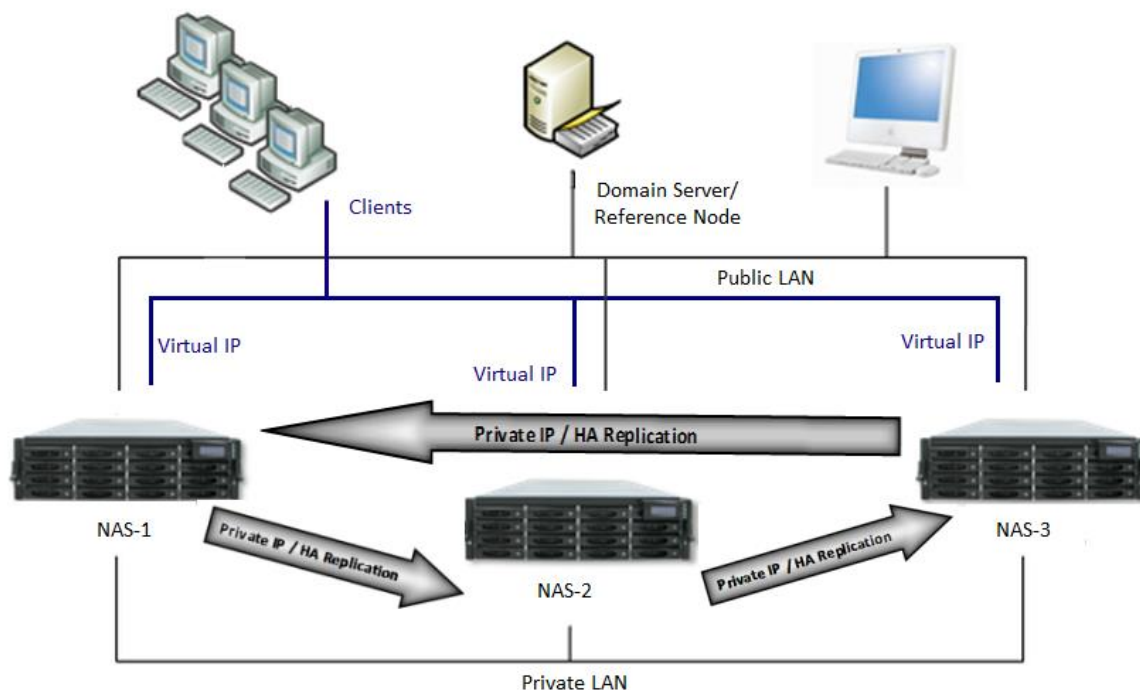 Clients
Domain Server/
Reference Node
Public LAN
Virtual IP
Virtual IP
Virtual IP
Private IP / HA Replication
NAS-1
NAS-2
NAS-3
Private IP / HA Replication
Private IP / HA Replication
Private LAN